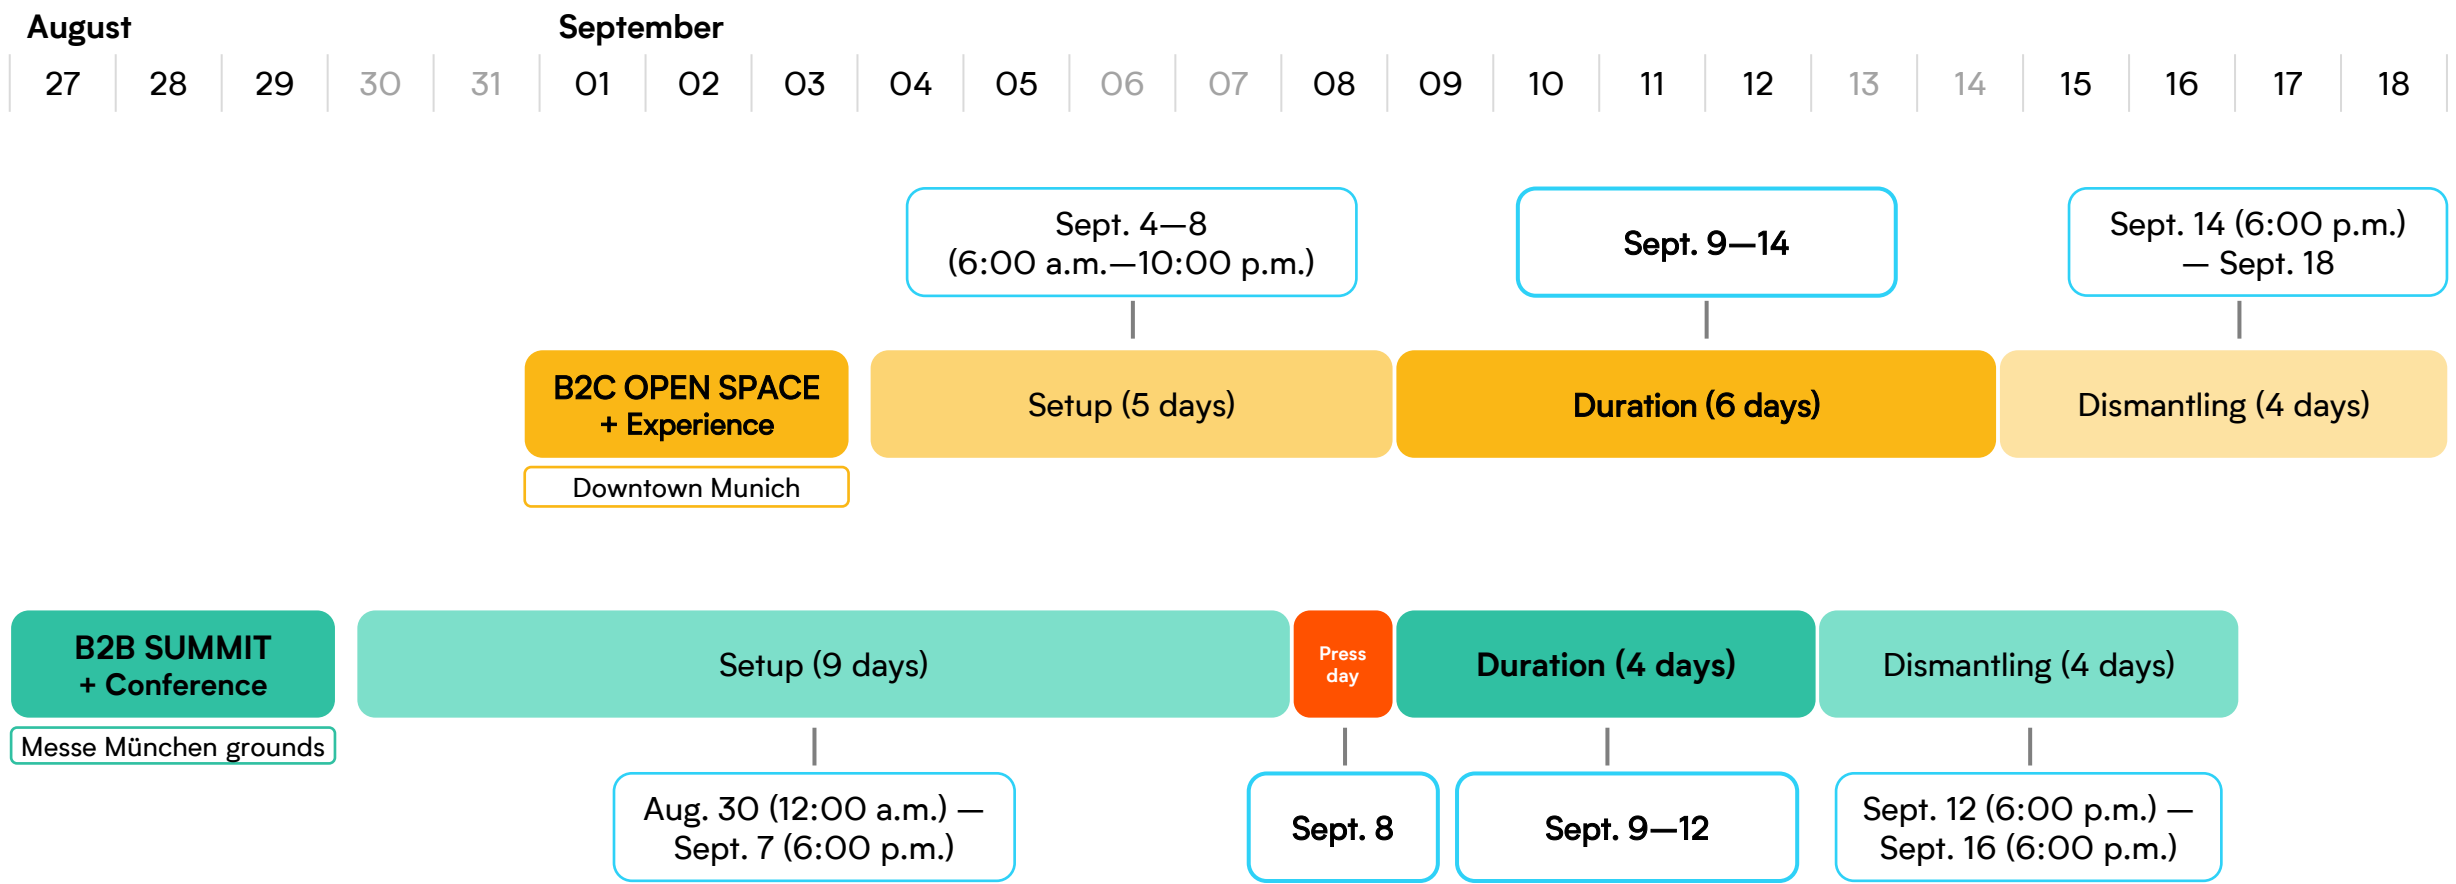 August September
27 28 29 30 31 01 02 03 04 05 06 07 08 09 10 11 12 13 14 15 16 17 18
Sept. 4—8
(6:00 a.m.—10:00 p.m.)
Sept. 9—14
Sept. 14 (6:00 p.m.)
— Sept. 18
B2C OPEN SPACE
+ Experience
Downtown Munich
Setup (5 days)
Duration (6 days)
Dismantling (4 days)
B2B SUMMIT
+ Conference
Messe München grounds
Setup (9 days)
Press
day
Duration (4 days)
Dismantling (4 days)
Aug. 30 (12:00 a.m.) —
Sept. 7 (6:00 p.m.)
Sept. 8
Sept. 9—12
Sept. 12 (6:00 p.m.) —
Sept. 16 (6:00 p.m.)